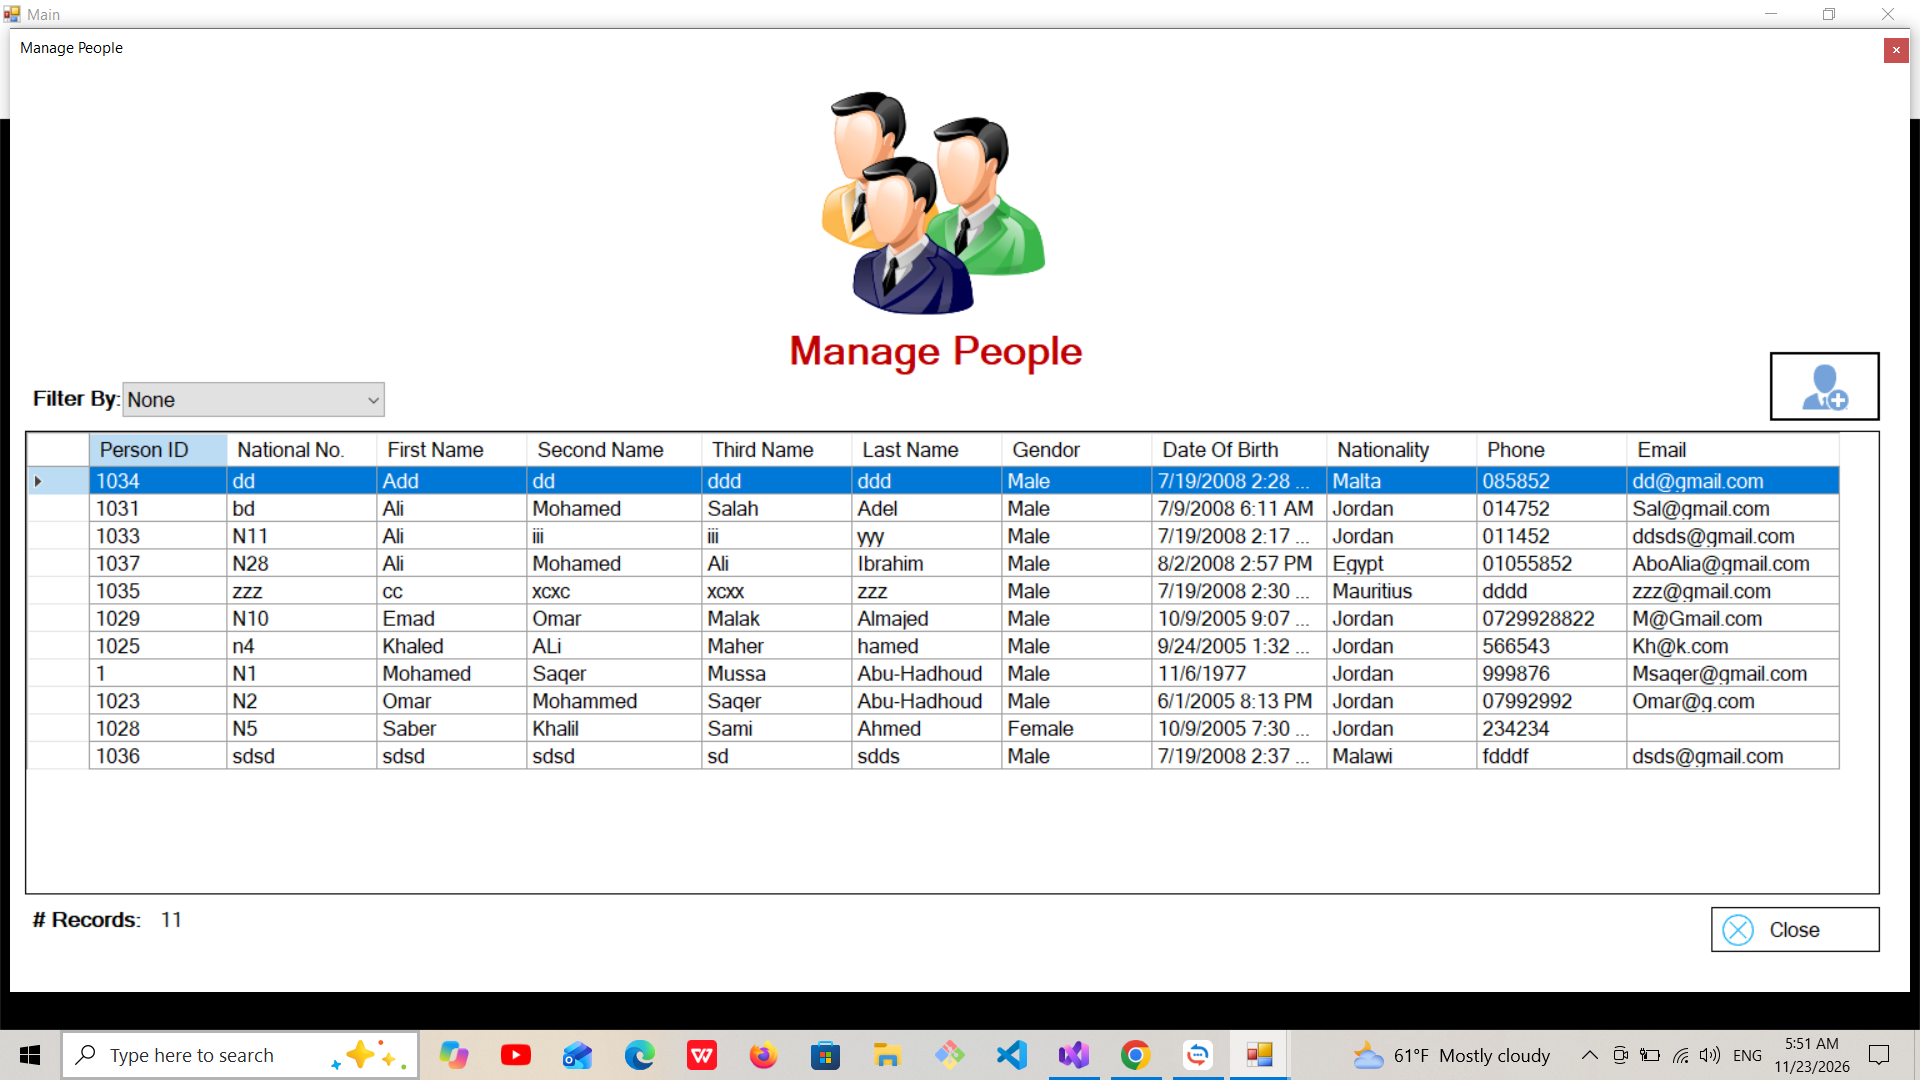 Main
Manage People
Manage People
Filter By: None
Person ID National No. First Name Second Name Third Name Last Name Gendor Date Of Birth Nationality Phone Email
1034 dd Add dd ddd ddd Male 7/19/2008 2:28 ... Malta 085852 dd@gmail.com
1031 bd Ali Mohamed Salah Adel Male 7/9/2008 6:11 AM Jordan 014752 Sal@gmail.com
1033 N11 Ali iii iii yyy Male 7/19/2008 2:17 ... Jordan 011452 ddsds@gmail.com
1037 N28 Ali Mohamed Ali Ibrahim Male 8/2/2008 2:57 PM Egypt 01055852 AboAlia@gmail.com
1035 zzz cc xcxc xcxx zzz Male 7/19/2008 2:30 ... Mauritius dddd zzz@gmail.com
1029 N10 Emad Omar Malak Almajed Male 10/9/2005 9:07 ... Jordan 0729928822 M@Gmail.com
1025 n4 Khaled ALi Maher hamed Male 9/24/2005 1:32 ... Jordan 566543 Kh@k.com
1 N1 Mohamed Saqer Mussa Abu-Hadhoud Male 11/6/1977 Jordan 999876 Msaqer@gmail.com
1023 N2 Omar Mohammed Saqer Abu-Hadhoud Male 6/1/2005 8:13 PM Jordan 07992992 Omar@g.com
1028 N5 Saber Khalil Sami Ahmed Female 10/9/2005 7:30 ... Jordan 234234
1036 sdsd sdsd sdsd sd sdds Male 7/19/2008 2:37 ... Malawi fdddf dsds@gmail.com
# Records: 11
Close
Type here to search
61°F Mostly cloudy
ENG
5:51 AM
11/23/2026